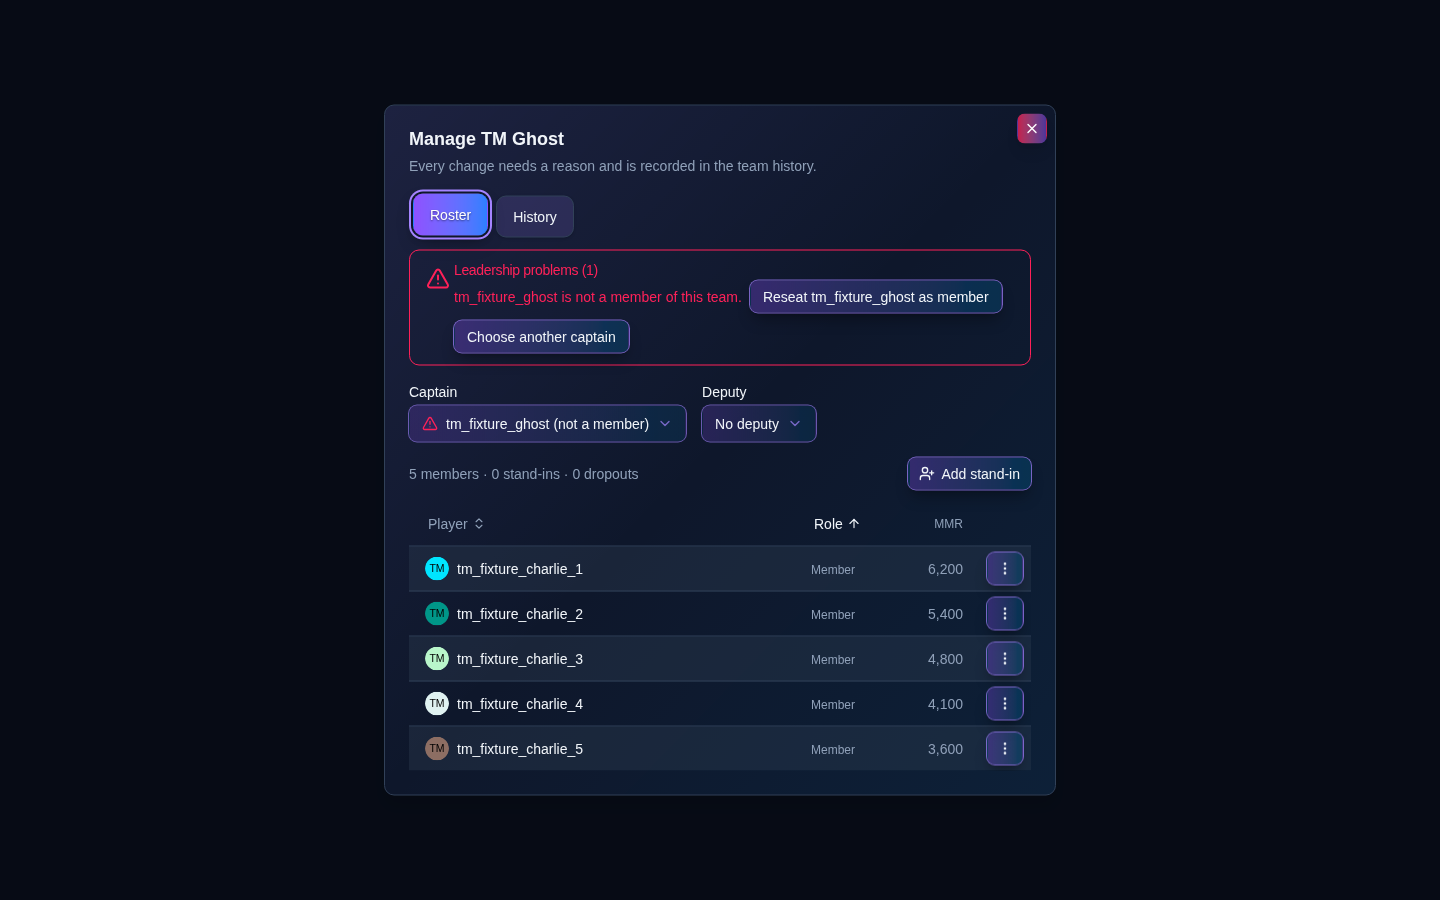 Manage TM Ghost
Every change needs a reason and is recorded in the team history.
Roster History
Leadership problems (1)
tm_fixture_ghost is not a member of this team. Reseat tm_fixture_ghost as member
Choose another captain
Captain Deputy
tm_fixture_ghost (not a member) No deputy
5 members · 0 stand-ins · 0 dropouts Add stand-in
Player Role MMR
TM tm_fixture_charlie_1 Member 6,200
TM tm_fixture_charlie_2 Member 5,400
TM tm_fixture_charlie_3 Member 4,800
TM tm_fixture_charlie_4 Member 4,100
TM tm_fixture_charlie_5 Member 3,600